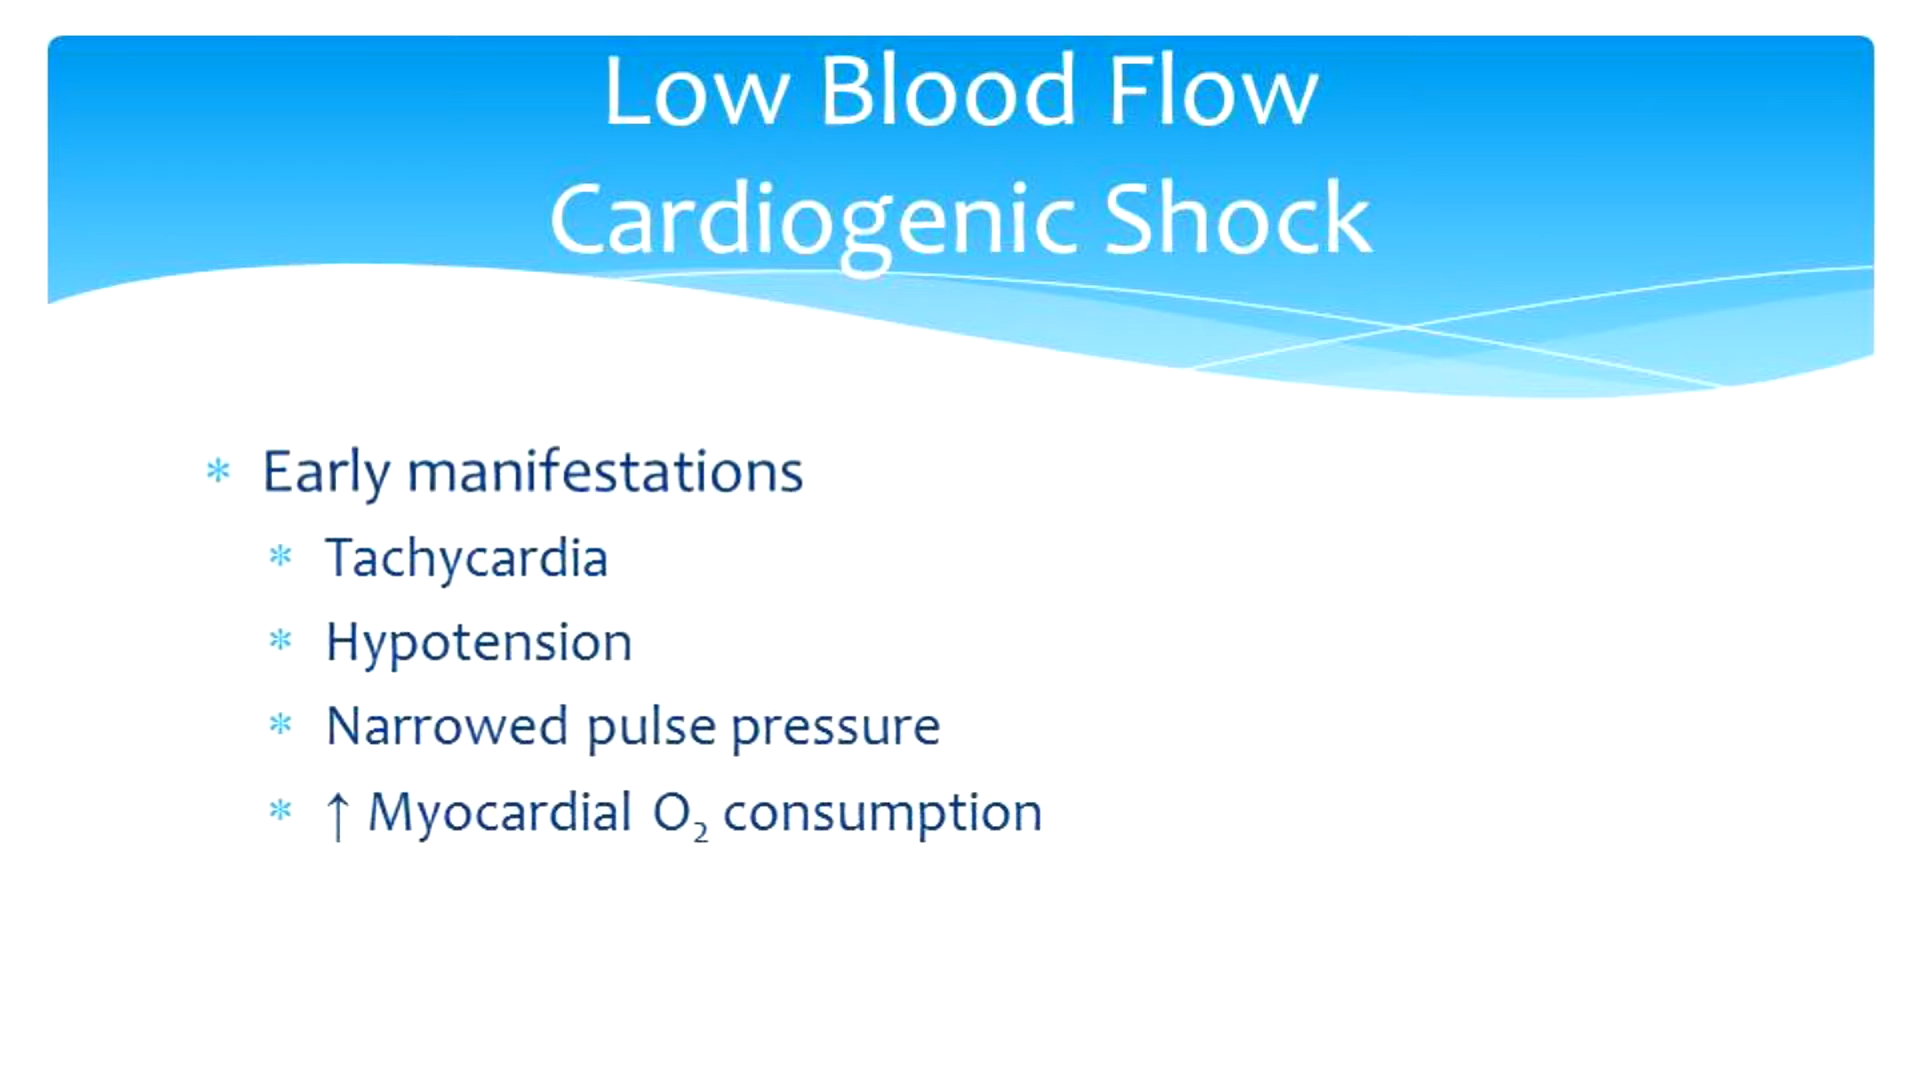 Low Blood Flow
Cardiogenic Shock
* Early manifestations
* Tachycardia
* Hypotension
* Narrowed pulse pressure
* ↑ Myocardial O₂ consumption